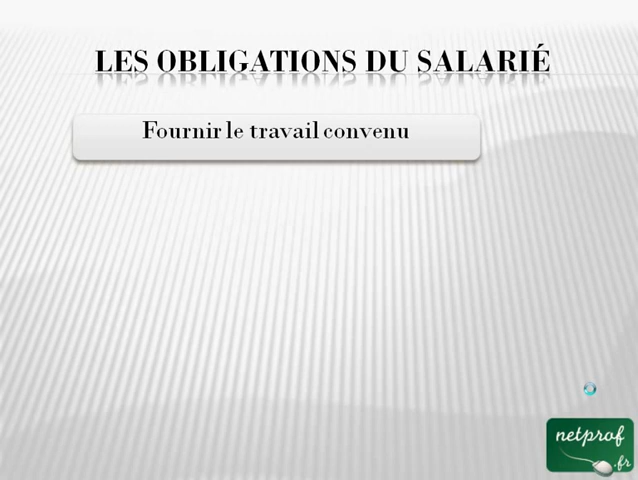 LES OBLIGATIONS DU SALARIÉ
Fournir le travail convenu
netprof
.fr